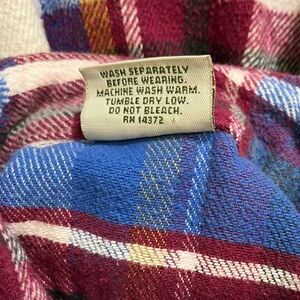 WASH SEPARATELY
BEFORE WEARING.
MACHINE WASH WARM.
TUMBLE DRY LOW.
DO NOT BLEACH.
RN 14372